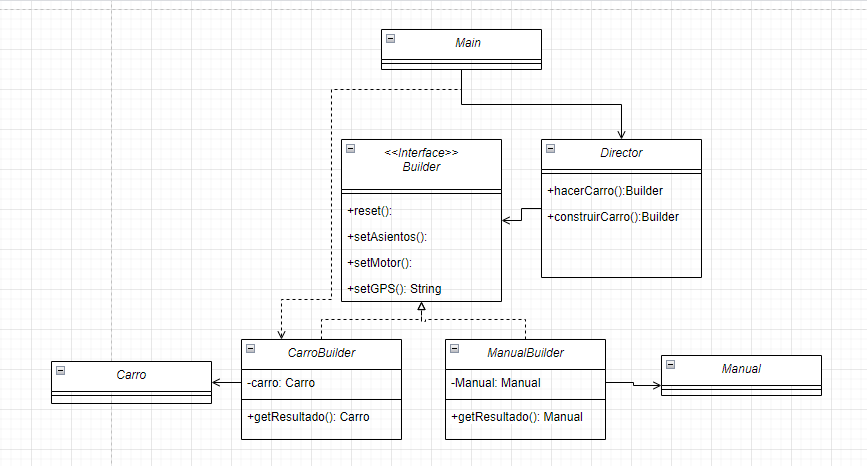 Main
<<Interface>>
Builder
+reset():
+setAsientos():
+setMotor():
+setGPS(): String
Director
+hacerCarro():Builder
+construirCarro():Builder
Carro
CarroBuilder
-carro: Carro
+getResultado(): Carro
ManualBuilder
-Manual: Manual
+getResultado(): Manual
Manual